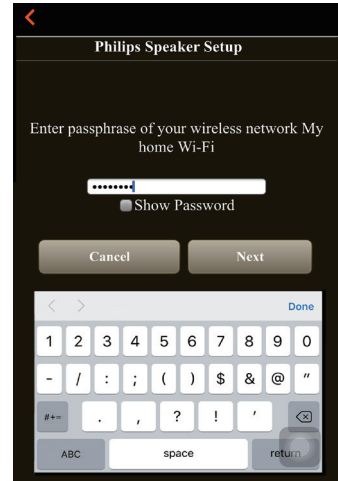 Philips Speaker Setup
Enter passphrase of your wireless network My
home Wi-Fi
••••••••
Show Password
Cancel Next
Done
1 2 3 4 5 6 7 8 9 0
- / : ; ( ) $ & @ "
#+= . , ? ! '
ABC space return